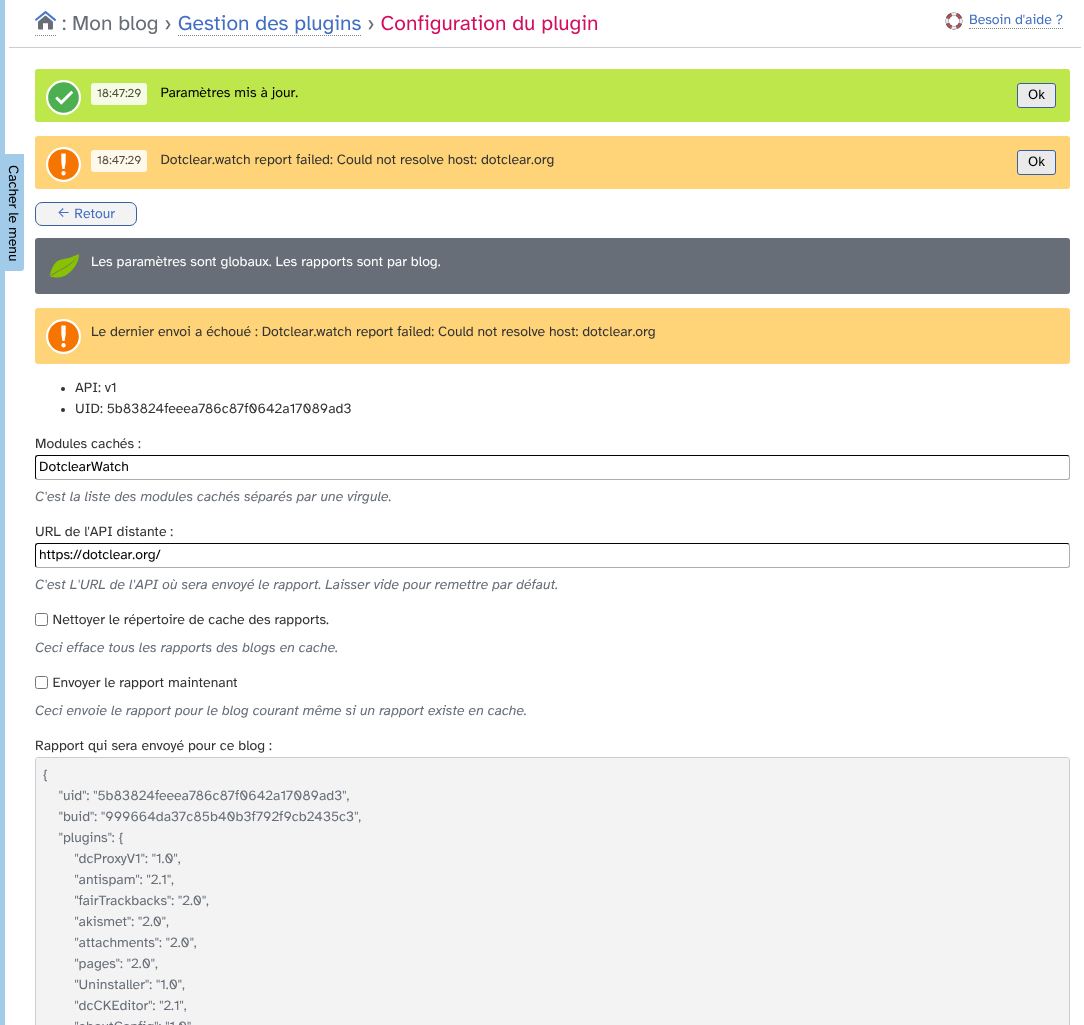 : Mon blog › Gestion des plugins › Configuration du plugin
Besoin d'aide ?
18:47:29 Paramètres mis à jour. Ok
18:47:29 Dotclear.watch report failed: Could not resolve host: dotclear.org Ok
Cacher le menu
← Retour
Les paramètres sont globaux. Les rapports sont par blog.
Le dernier envoi a échoué : Dotclear.watch report failed: Could not resolve host: dotclear.org
• API: v1
• UID: 5b83824feeea786c87f0642a17089ad3
Modules cachés :
DotclearWatch
C'est la liste des modules cachés séparés par une virgule.
URL de l'API distante :
https://dotclear.org/
C'est L'URL de l'API où sera envoyé le rapport. Laisser vide pour remettre par défaut.
Nettoyer le répertoire de cache des rapports.
Ceci efface tous les rapports des blogs en cache.
Envoyer le rapport maintenant
Ceci envoie le rapport pour le blog courant même si un rapport existe en cache.
Rapport qui sera envoyé pour ce blog :
{
"uid": "5b83824feeea786c87f0642a17089ad3",
"buid": "999664da37c85b40b3f792f9cb2435c3",
"plugins": {
"dcProxyV1": "1.0",
"antispam": "2.1",
"fairTrackbacks": "2.0",
"akismet": "2.0",
"attachments": "2.0",
"pages": "2.0",
"Uninstaller": "1.0",
"dcCKEditor": "2.1",
"aboutConfig": "1.0"